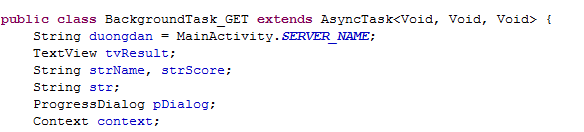 public class BackgroundTask_GET extends AsyncTask<Void, Void, Void> {
String duongdan = MainActivity.SERVER_NAME;
TextView tvResult;
String strName, strScore;
String str;
ProgressDialog pDialog;
Context context;